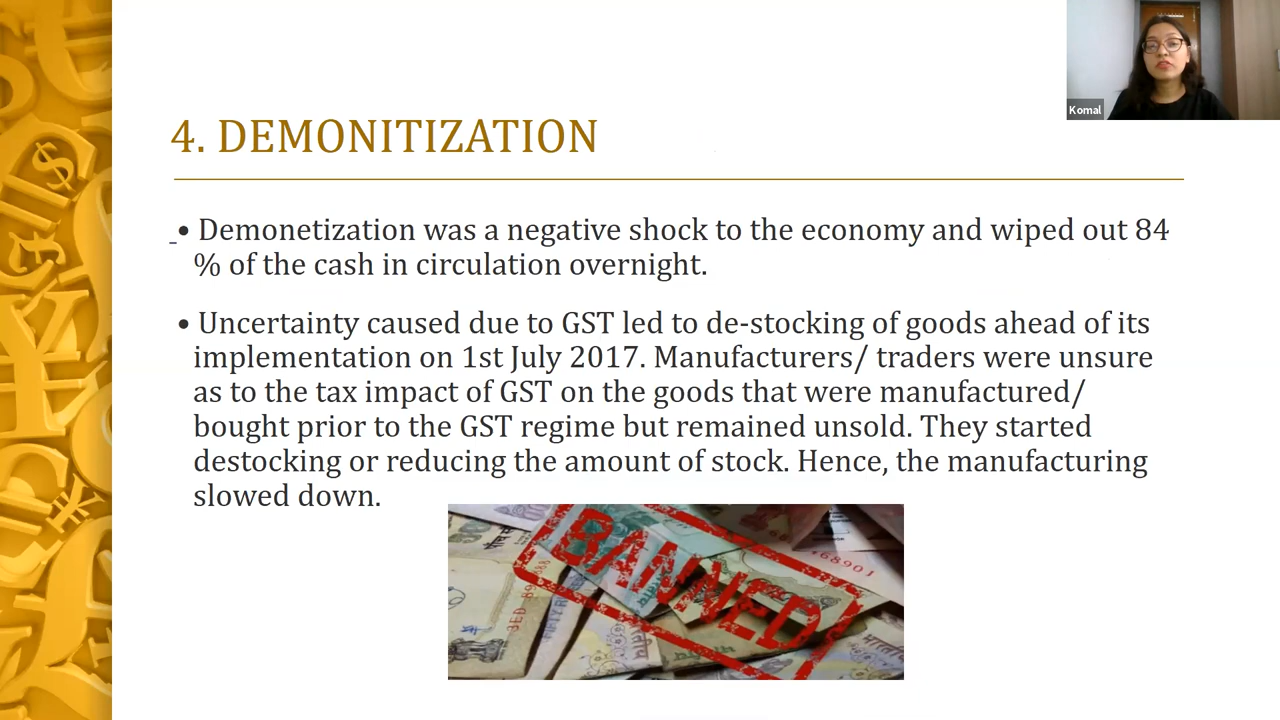 Komal
4. DEMONITIZATION
• Demonetization was a negative shock to the economy and wiped out 84
% of the cash in circulation overnight.
• Uncertainty caused due to GST led to de-stocking of goods ahead of its
implementation on 1st July 2017. Manufacturers/ traders were unsure
as to the tax impact of GST on the goods that were manufactured/
bought prior to the GST regime but remained unsold. They started
destocking or reducing the amount of stock. Hence, the manufacturing
slowed down.
BANNED